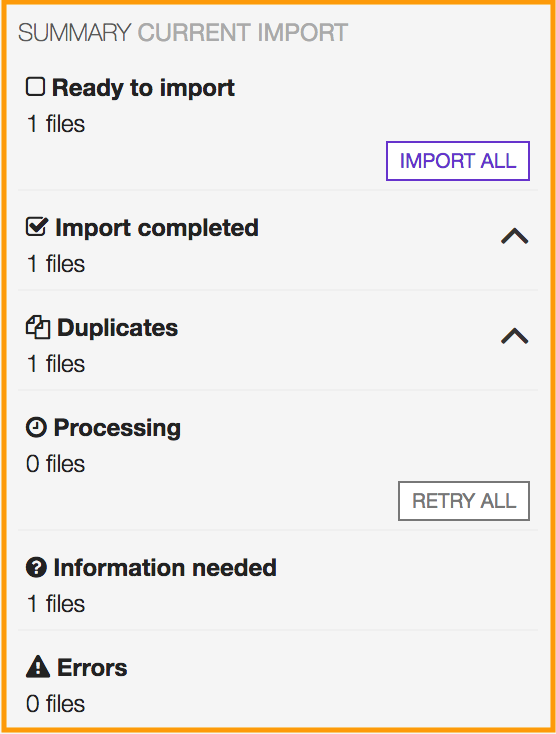 SUMMARY CURRENT IMPORT
Ready to import
1 files
IMPORT ALL
Import completed
1 files
Duplicates
1 files
Processing
0 files
RETRY ALL
Information needed
1 files
Errors
0 files